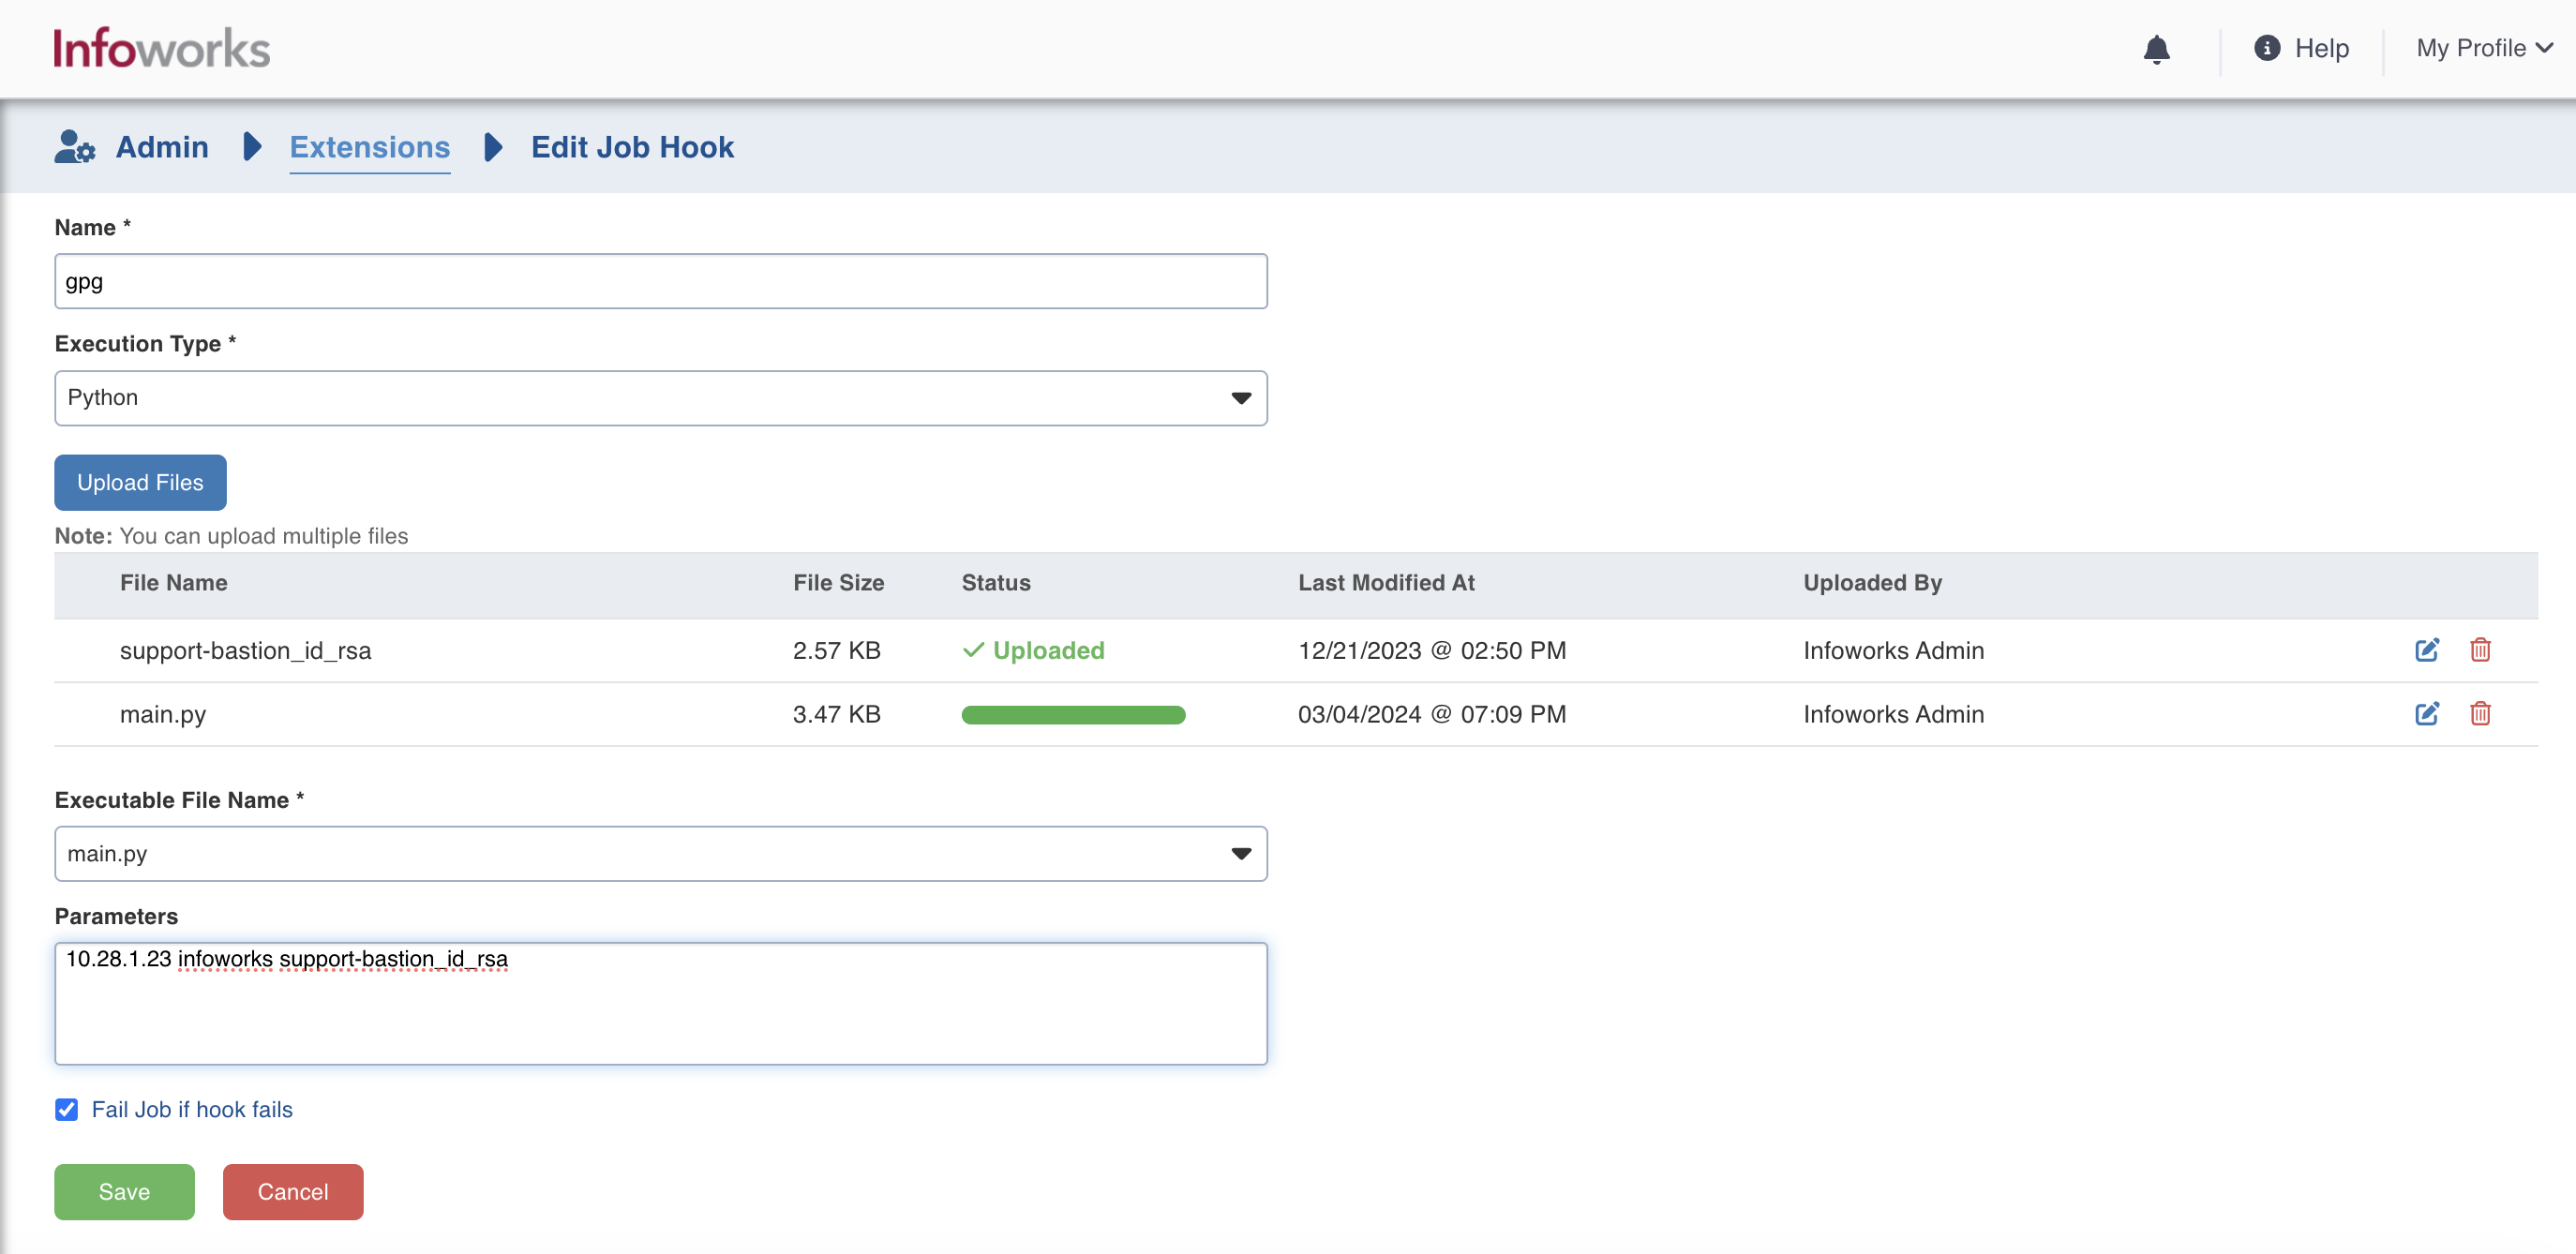 Infoworks
Help
My Profile
Admin Extensions Edit Job Hook
Name *
gpg
Execution Type *
Python
Upload Files
Note: You can upload multiple files
File Name File Size Status Last Modified At Uploaded By
support-bastion_id_rsa 2.57 KB Uploaded 12/21/2023 @ 02:50 PM Infoworks Admin
main.py 3.47 KB 03/04/2024 @ 07:09 PM Infoworks Admin
Executable File Name *
main.py
Parameters
10.28.1.23 infoworks support-bastion_id_rsa
Fail Job if hook fails
Save Cancel